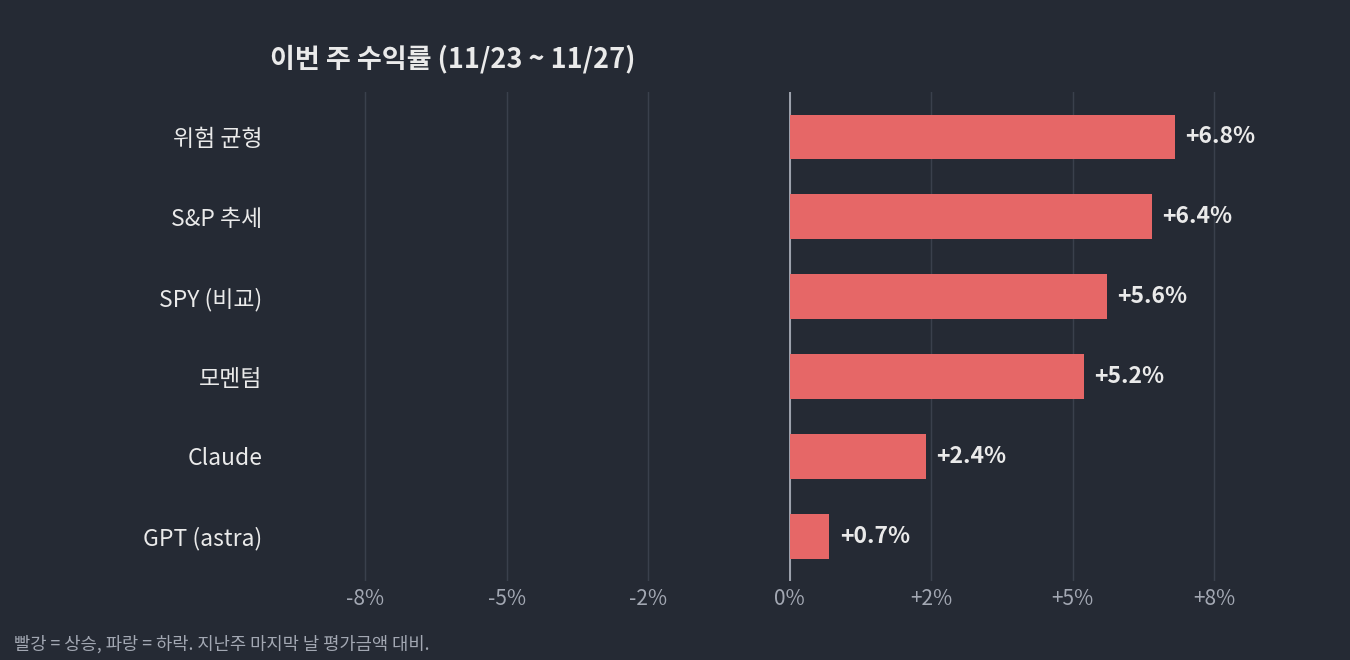 이번 주 수익률 (11/23 ~ 11/27)
위험 균형
+6.8%
S&P 추세
+6.4%
SPY (비교)
+5.6%
모멘텀
+5.2%
Claude
+2.4%
GPT (astra)
+0.7%
-8%
-5%
-2%
0%
+2%
+5%
+8%
빨강 = 상승, 파랑 = 하락. 지난주 마지막 날 평가금액 대비.